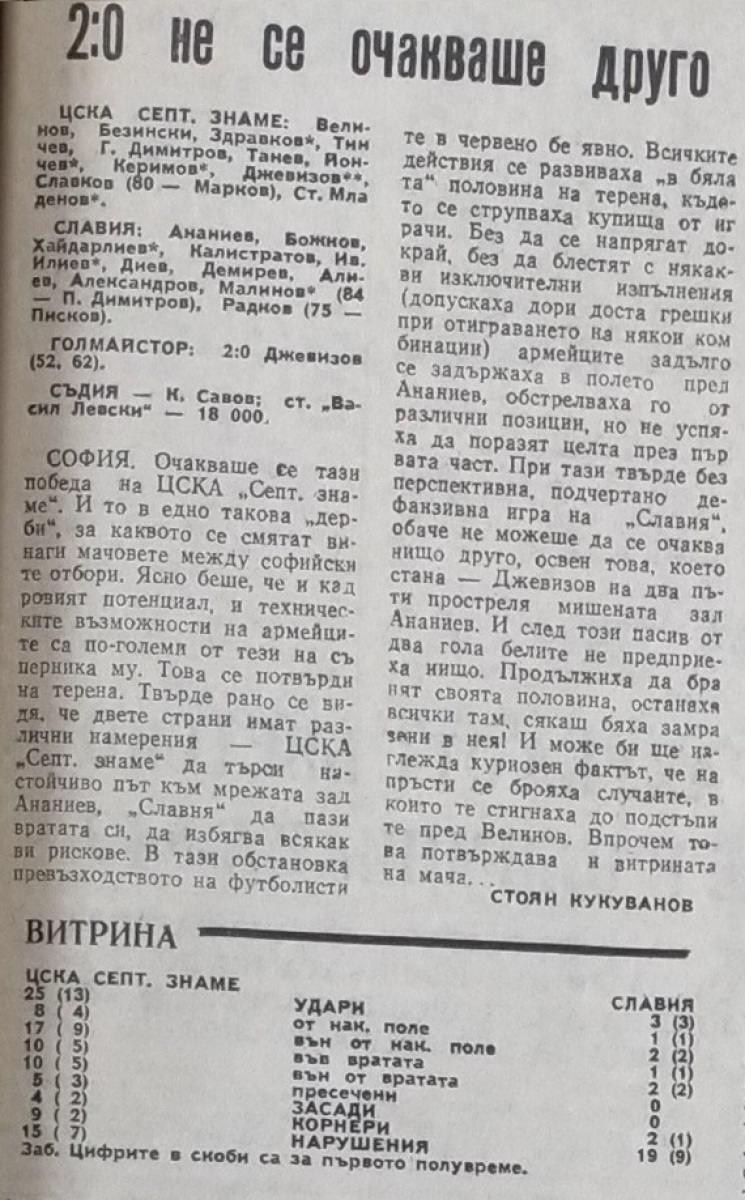 2:0 не се очакваше друго
ЦСКА СЕПТ. ЗНАМЕ: Вели-
нов, Безински, Здравков*, Тин
чев, Г. Димитров, Танев, Йон-
чев*, Керимов*, Джевизов**,
Славков (80 — Марков), Ст. Мла
денов*.
СЛАВИЯ: Ананиев, Божнов,
Хайдарлиев*, Калистратов, Ив.
Илиев*, Диев, Демирев, Али-
ев, Александров, Малинов* (84
— П. Димитров), Радков (75 —
Писков).
ГОЛМАЙСТОР: 2:0 Джевизов
(52, 62).
СЪДИЯ — К. Савов; ст. „Ва-
сил Левски“ — 18 000.
СОФИЯ. Очакваше се тази
победа на ЦСКА „Септ. зна-
ме“. И то в едно такова „дер-
би“, за каквото се смятат ви-
наги мачовете между софийски
те отбори. Ясно беше, че и кад
ровият потенциал, и техничес-
ките възможности на армейци-
те са по-големи от тези на съ
перника му. Това се потвърди
на терена. Твърде рано се ви-
дя, че двете страни имат раз-
лични намерения — ЦСКА
„Септ. знаме“ да търси на-
стойчиво път към мрежата зад
Ананиев, „Славия“ да пази
вратата си, да избягва всякак
ви рискове. В тази обстановка
превъзходството на футболисти
те в червено бе явно. Всичките
действия се развиваха „в бяла
та“ половина на терена, къде-
то се струпваха купища от иг
рачи. Без да се напрягат до-
край, без да блестят с някак-
ви изключителни изпълнения
(допускаха дори доста грешки
при отиграването на някои ком
бинации) армейците задълго
се задържаха в полето пред
Ананиев, обстрелваха го от
различни позиции, но не успя-
ха да поразят целта през пър
вата част. При тази твърде без
перспективна, подчертано де-
фанзивна игра на „Славия“,
обаче не можеше да се очаква
нищо друго, освен това, което
стана — Джевизов на два пъ-
ти простреля мишената зад
Ананиев. И след този пасив от
два гола белите не предприе-
ха нищо. Продължиха да бра
нят своята половина, останаха
всички там, сякаш бяха замра
зени в нея! И може би ще из-
глежда куриозен фактът, че на
пръсти се брояха случаите, в
които те стигнаха до подстъпи
те пред Велинов. Впрочем то-
ва потвърждава и витрината
на мача...
СТОЯН КУКУВАНОВ
ВИТРИНА
ЦСКА СЕПТ. ЗНАМЕ СЛАВИЯ
25 (13) УДАРИ 3 (3)
8 ( 4) от нак. поле 1 (1)
17 ( 9) вън от нак. поле 2 (2)
10 ( 5) във вратата 1 (1)
10 ( 5) вън от вратата 2 (2)
5 ( 3) пресечени 0
4 ( 2) ЗАСАДИ 0
9 ( 2) КОРНЕРИ 2 (1)
15 ( 7) НАРУШЕНИЯ 19 (9)
Заб. Цифрите в скоби са за първото полувреме.